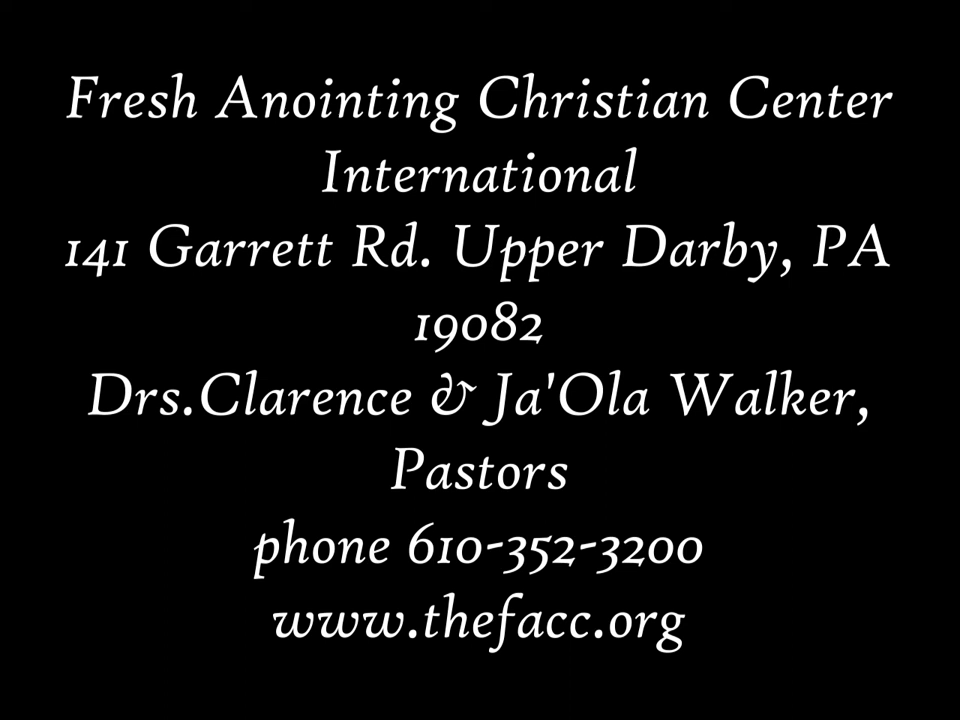 Fresh Anointing Christian Center
International
141 Garrett Rd. Upper Darby, PA
19082
Drs.Clarence & Ja'Ola Walker,
Pastors
phone 610-352-3200
www.thefacc.org